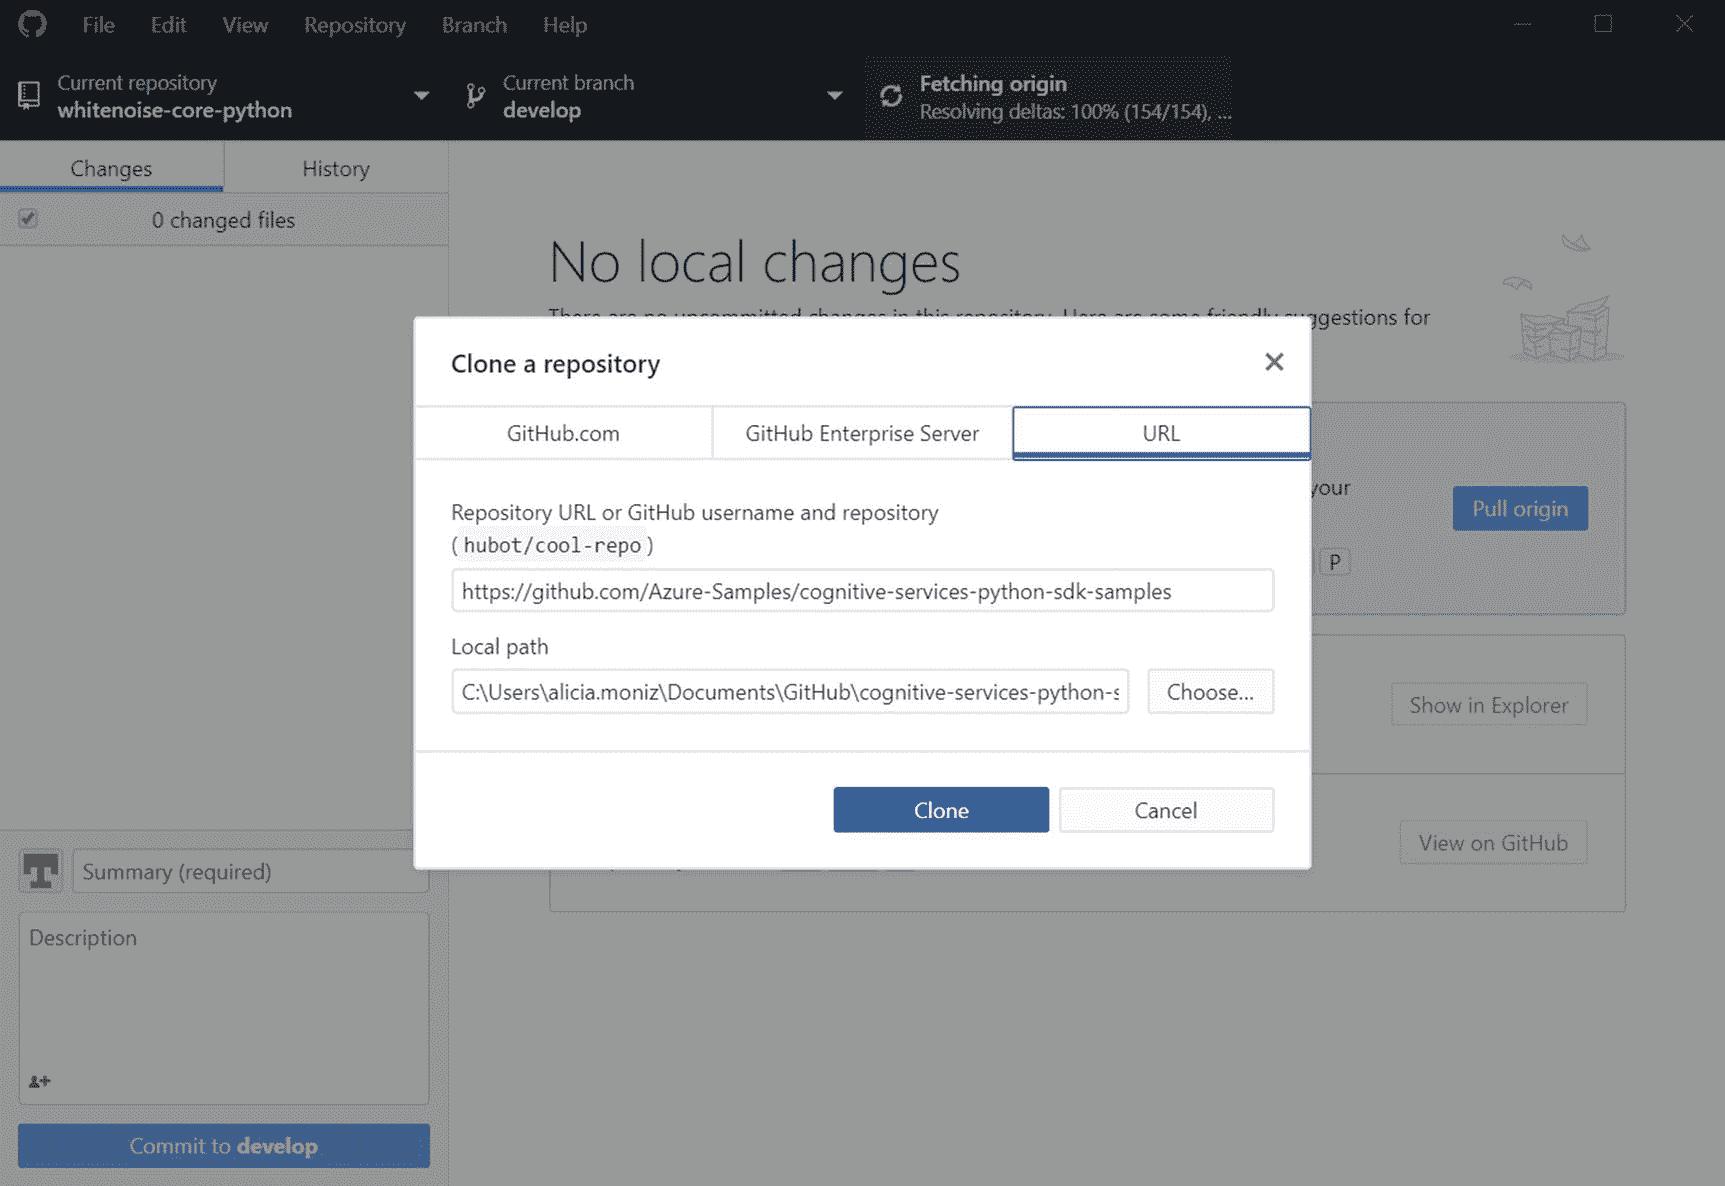 File Edit View Repository Branch Help
Current repository
whitenoise-core-python
Current branch
develop
Fetching origin
Resolving deltas: 100% (154/154), ...
Changes
History
0 changed files
No local changes
There are no uncommitted changes in this repository. Here are some friendly suggestions for
Clone a repository
GitHub.com
GitHub Enterprise Server
URL
Repository URL or GitHub username and repository
(hubot/cool-repo)
https://github.com/Azure-Samples/cognitive-services-python-sdk-samples
Local path
C:\Users\alicia.moniz\Documents\GitHub\cognitive-services-python-s
Choose...
Clone
Cancel
your
Pull origin
P
Show in Explorer
View on GitHub
Summary (required)
Description
Commit to develop